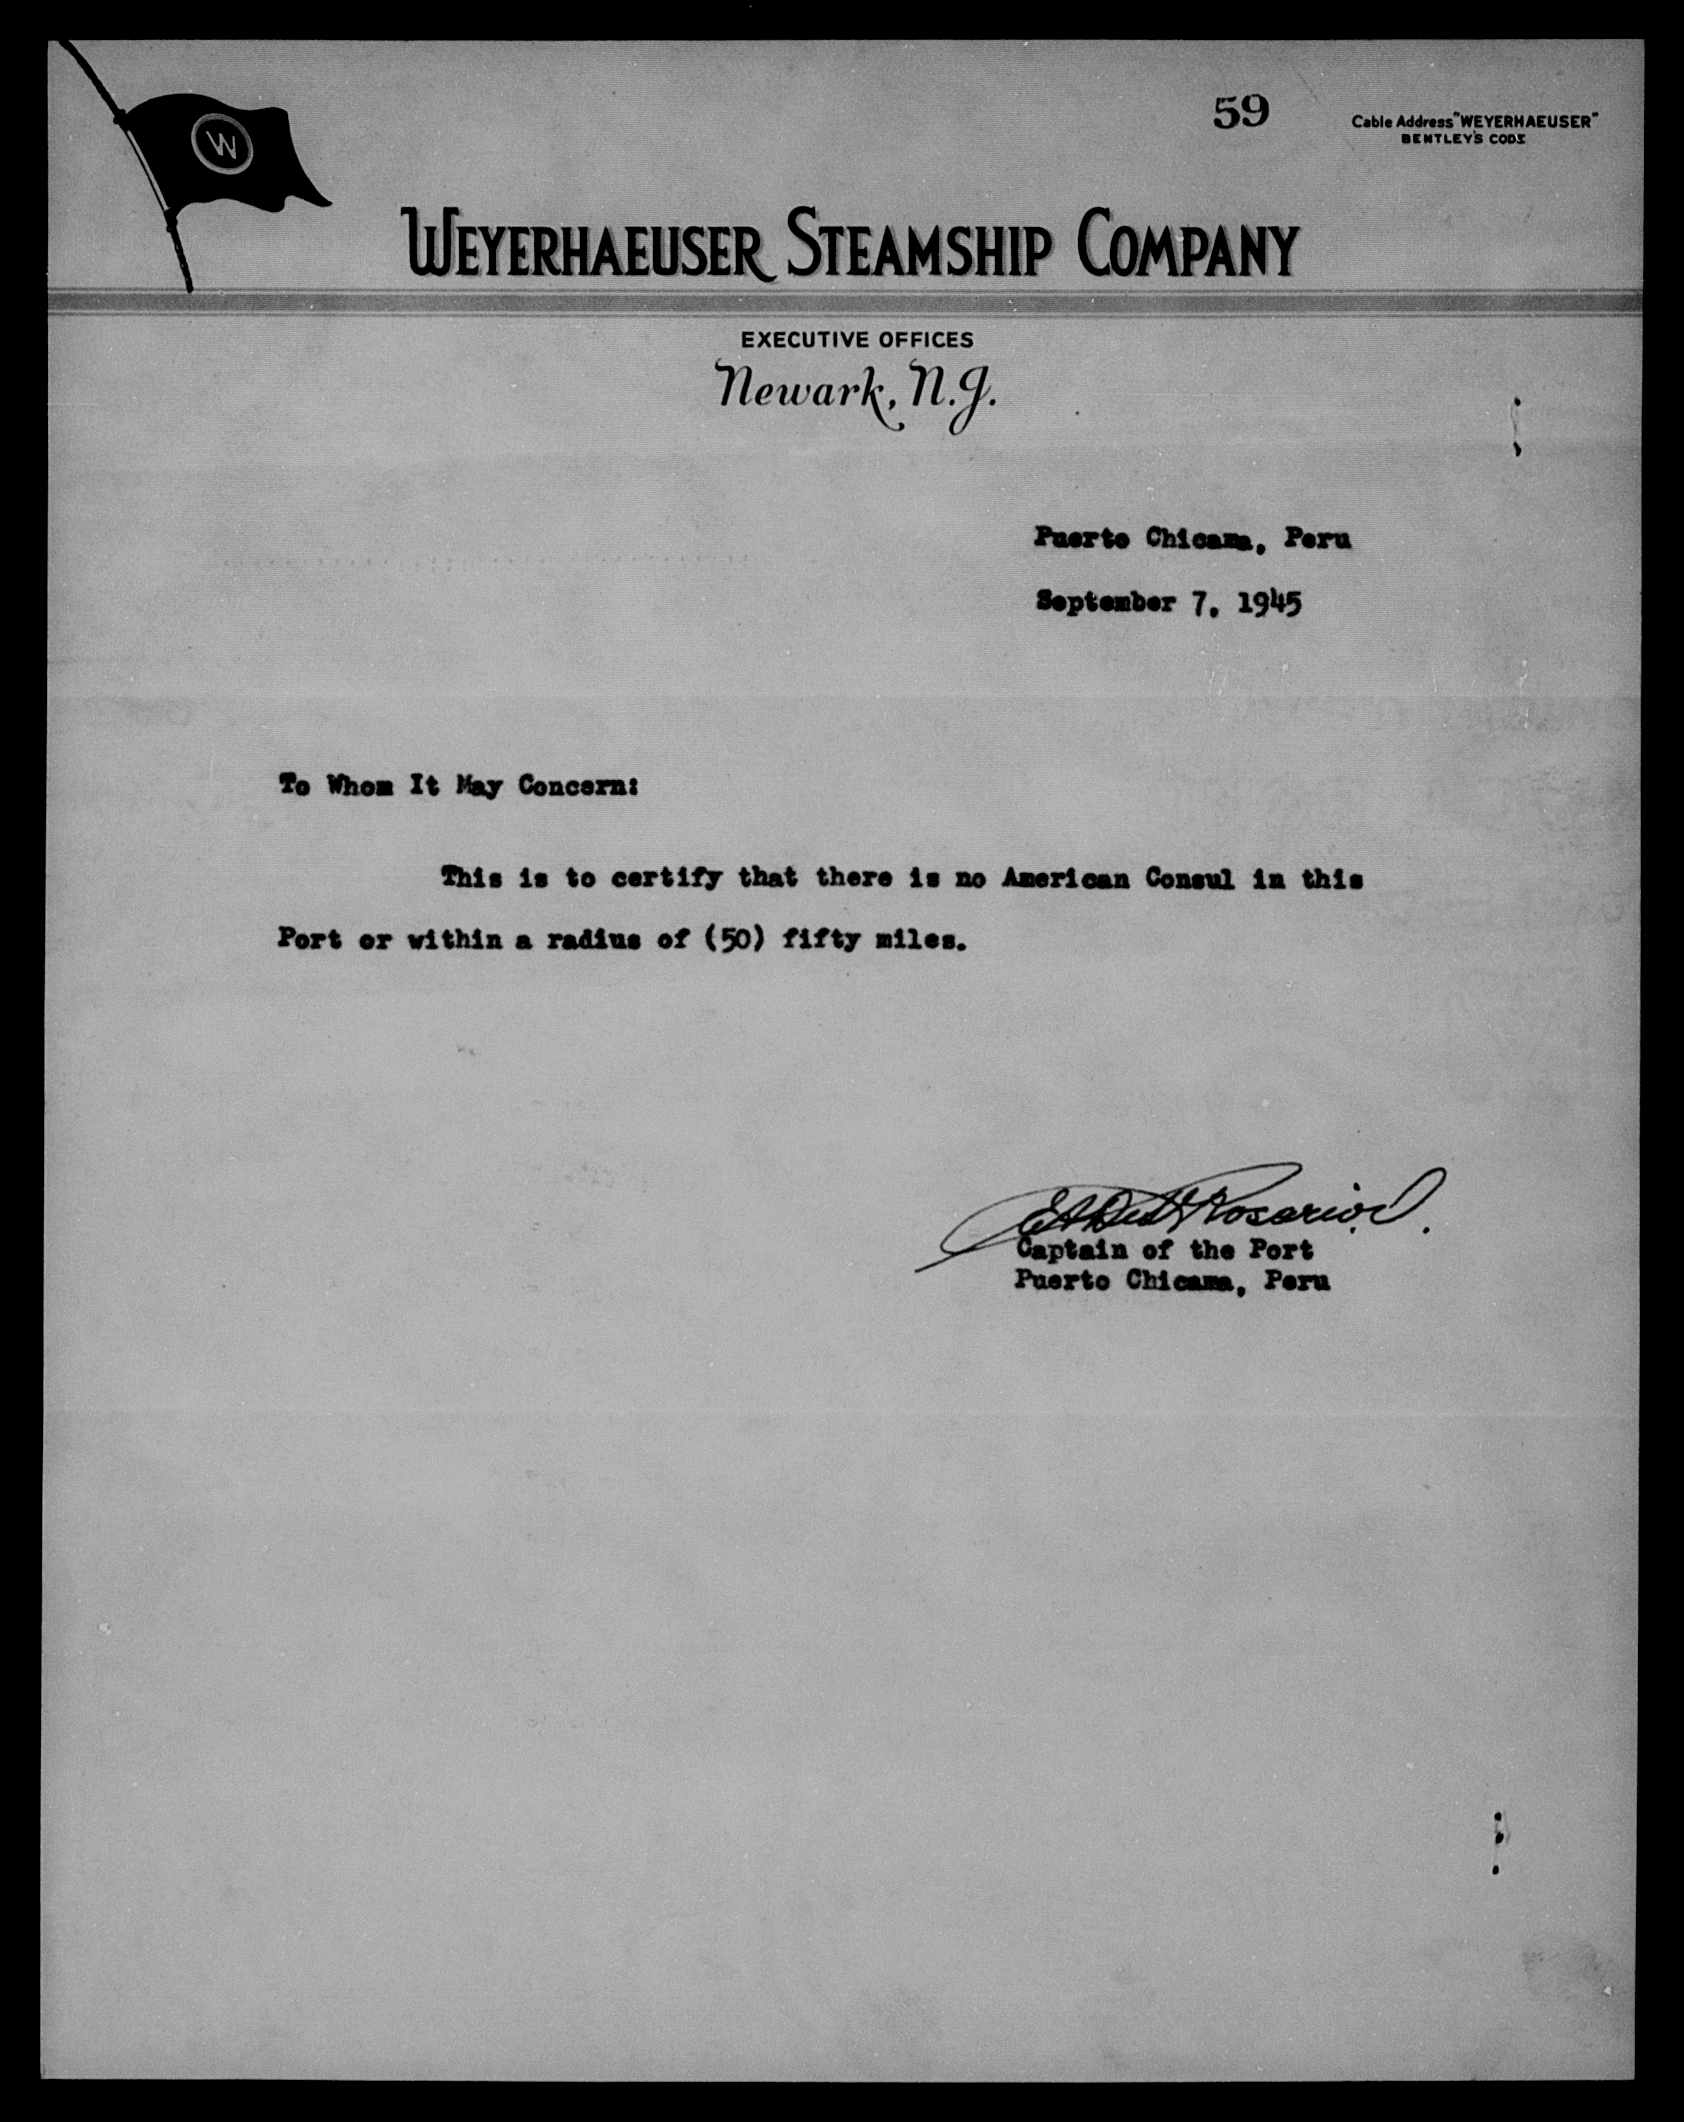 W
59
Cable Address "WEYERHAEUSER"
BENTLEY'S CODE
WEYERHAEUSER STEAMSHIP COMPANY
EXECUTIVE OFFICES
Newark, N.J.
Puerto Chicama, Peru
September 7, 1945
To Whom It May Concern:
This is to certify that there is no American Consul in this
Port or within a radius of (50) fifty miles.
Rosario
Captain of the Port
Puerto Chicama, Peru